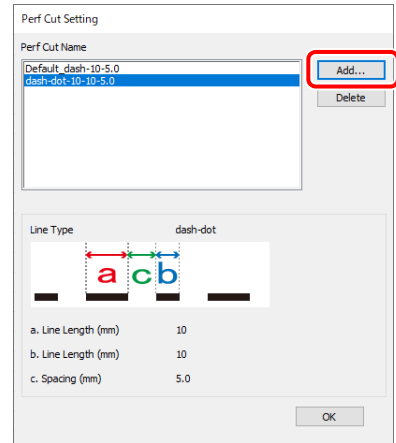 Perf Cut Setting
Perf Cut Name
Default_dash-10-5.0
dash-dot-10-10-5.0
Add...
Delete
Line Type dash-dot
a c b
a. Line Length (mm) 10
b. Line Length (mm) 10
c. Spacing (mm) 5.0
OK